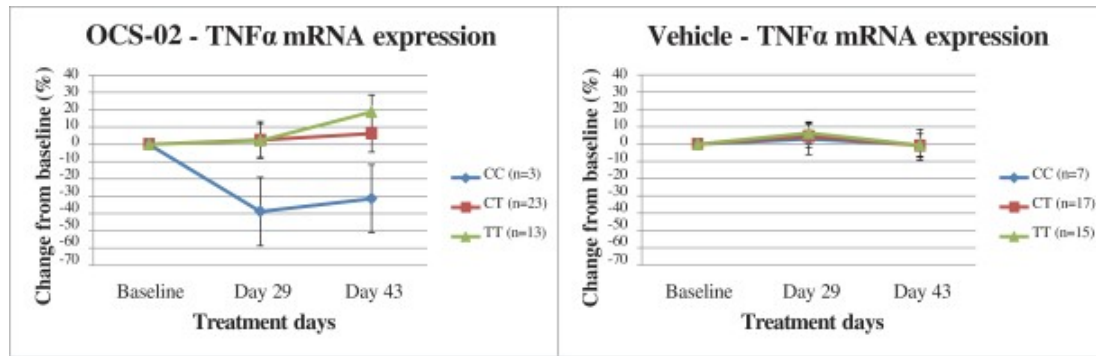 OCS-02 - TNFα mRNA expression
Change from baseline (%)
40
30
20
10
0
-10
-20
-30
-40
-50
-60
-70
Baseline Day 29 Day 43
Treatment days
CC (n=3)
CT (n=23)
TT (n=13)
Vehicle - TNFα mRNA expression
Change from baseline (%)
40
30
20
10
0
-10
-20
-30
-40
-50
-60
-70
Baseline Day 29 Day 43
Treatment days
CC (n=7)
CT (n=17)
TT (n=15)